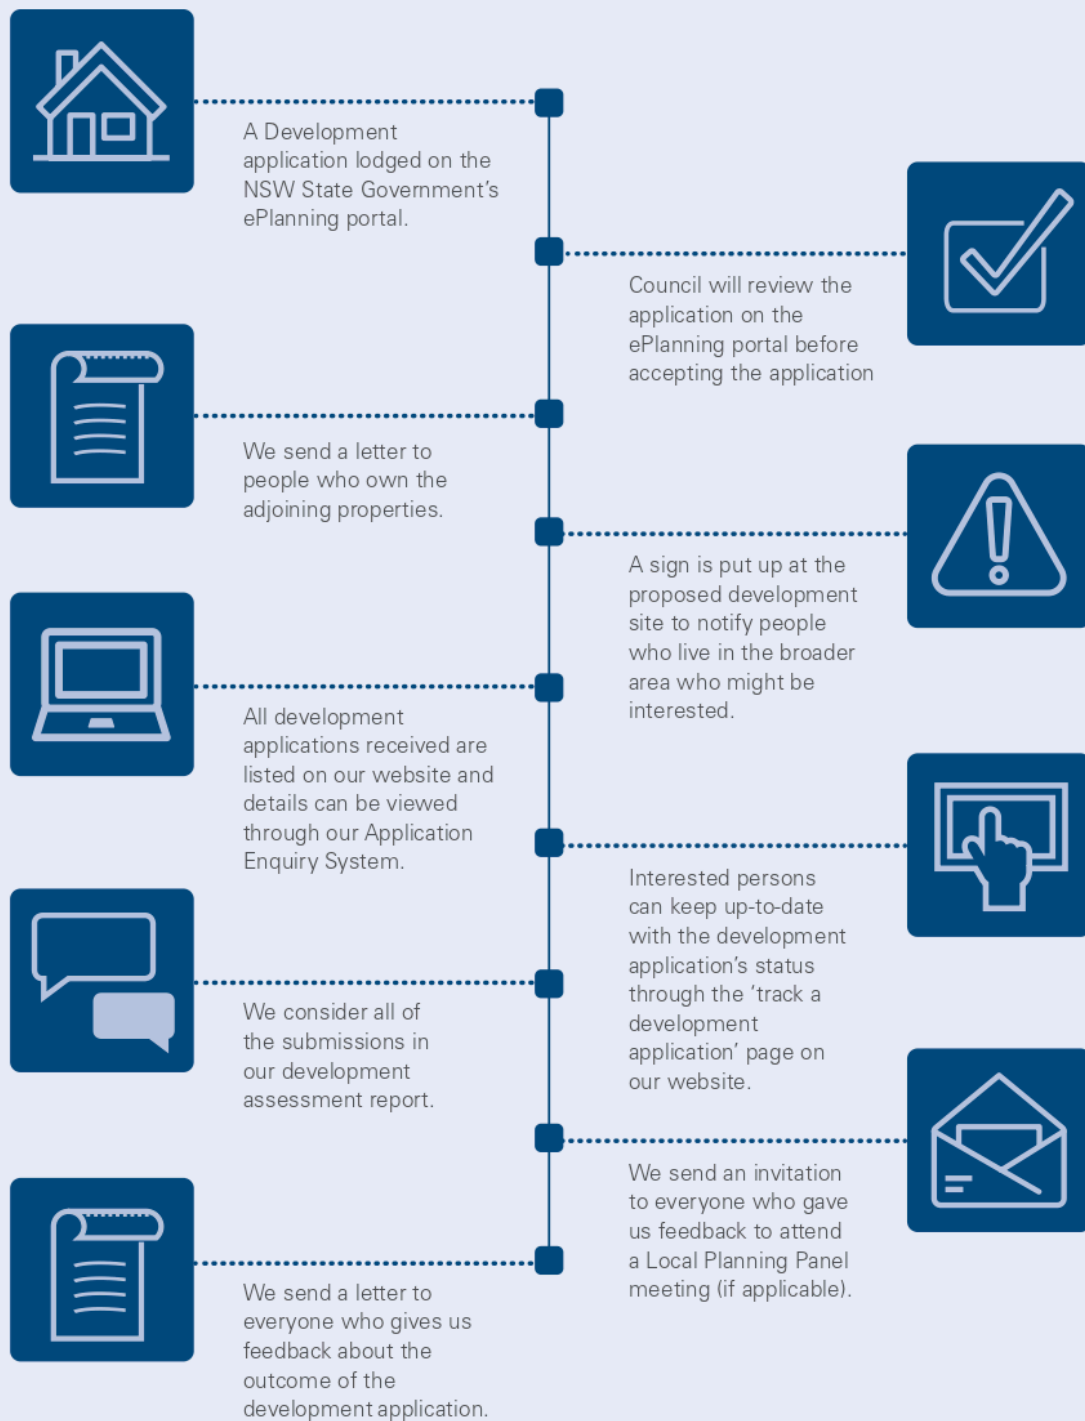 A Development
application lodged on the
NSW State Government's
ePlanning portal.
Council will review the
application on the
ePlanning portal before
accepting the application
We send a letter to
people who own the
adjoining properties.
A sign is put up at the
proposed development
site to notify people
who live in the broader
area who might be
interested.
All development
applications received are
listed on our website and
details can be viewed
through our Application
Enquiry System.
Interested persons
can keep up-to-date
with the development
application's status
through the ‘track a
development
application’ page on
our website.
We consider all of
the submissions in
our development
assessment report.
We send an invitation
to everyone who gave
us feedback to attend
a Local Planning Panel
meeting (if applicable).
We send a letter to
everyone who gives us
feedback about the
outcome of the
development application.